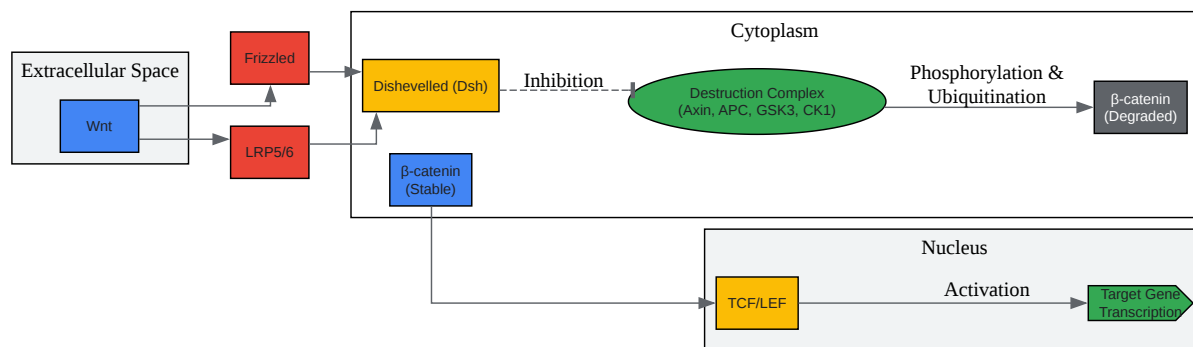 Extracellular Space
Wnt
Frizzled
LRP5/6
Cytoplasm
Dishevelled (Dsh)
Inhibition
Destruction Complex
(Axin, APC, GSK3, CK1)
Phosphorylation &
Ubiquitination
β-catenin
(Degraded)
β-catenin
(Stable)
Nucleus
TCF/LEF
Activation
Target Gene
Transcription